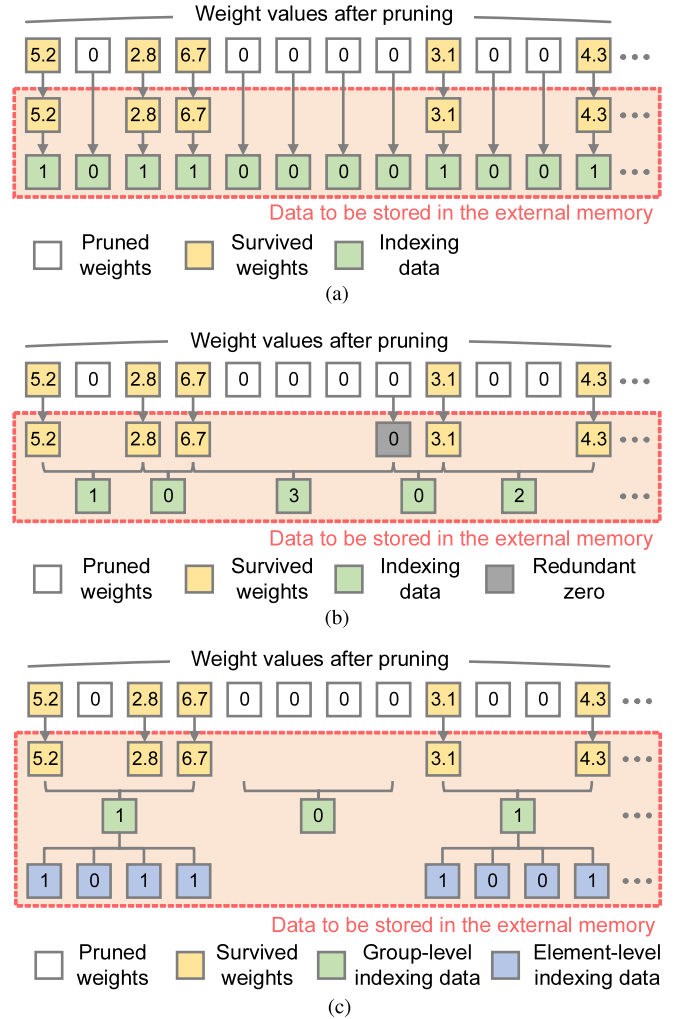 Weight values after pruning
5.2 0 2.8 6.7 0 0 0 0 3.1 0 0 4.3 •••
5.2 2.8 6.7 3.1 4.3 •••
1 0 1 1 0 0 0 0 1 0 0 1 •••
Data to be stored in the external memory
Pruned weights
Survived weights
Indexing data
(a)
Weight values after pruning
5.2 0 2.8 6.7 0 0 0 0 3.1 0 0 4.3 •••
5.2 2.8 6.7 0 3.1 4.3
1 0 3 0 2 •••
Data to be stored in the external memory
Pruned weights
Survived weights
Indexing data
Redundant zero
(b)
Weight values after pruning
5.2 0 2.8 6.7 0 0 0 0 3.1 0 0 4.3 •••
5.2 2.8 6.7 3.1 4.3 •••
1 0 1 •••
1 0 1 1 1 0 0 1 •••
Data to be stored in the external memory
Pruned weights
Survived weights
Group-level indexing data
Element-level indexing data
(c)